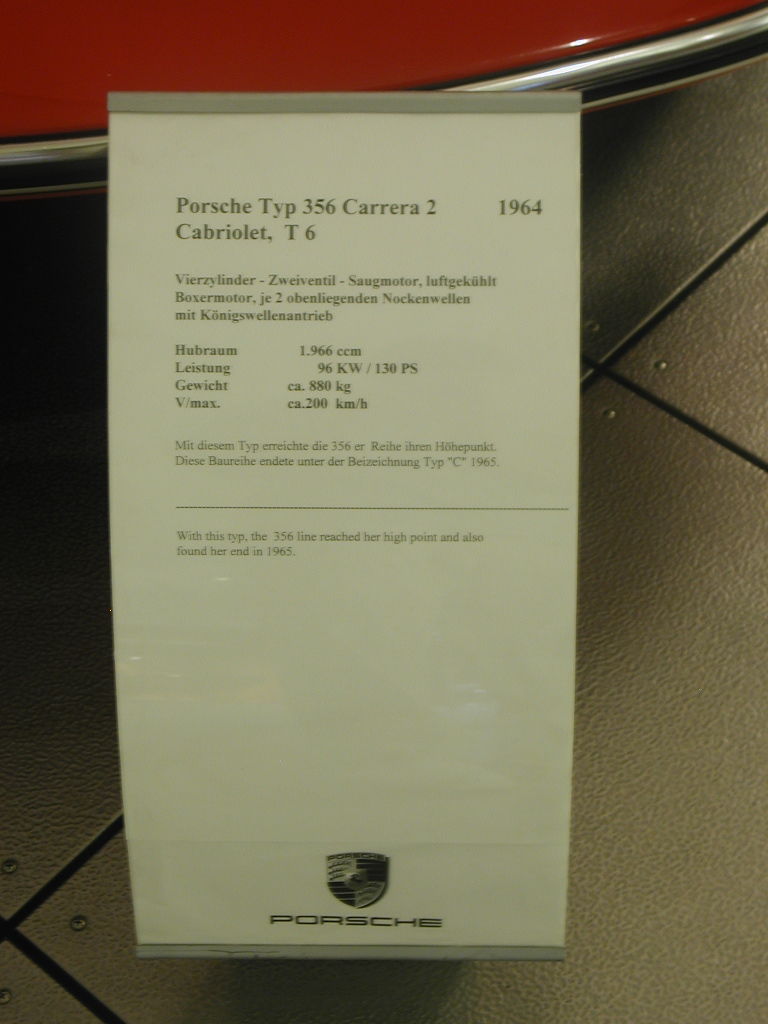 Porsche Typ 356 Carrera 2 1964
Cabriolet, T 6
Vierzylinder - Zweiventil - Saugmotor, luftgekühlt
Boxermotor, je 2 obenliegenden Nockenwellen
mit Königswellenantrieb
Hubraum 1.966 ccm
Leistung 96 KW / 130 PS
Gewicht ca. 880 kg
V/max. ca.200 km/h
Mit diesem Typ erreichte die 356 er Reihe ihren Höhepunkt.
Diese Baureihe endete unter der Beizeichnung Typ "C" 1965.
With this typ, the 356 line reached her high point and also
found her end in 1965.
PORSCHE
PORSCHE